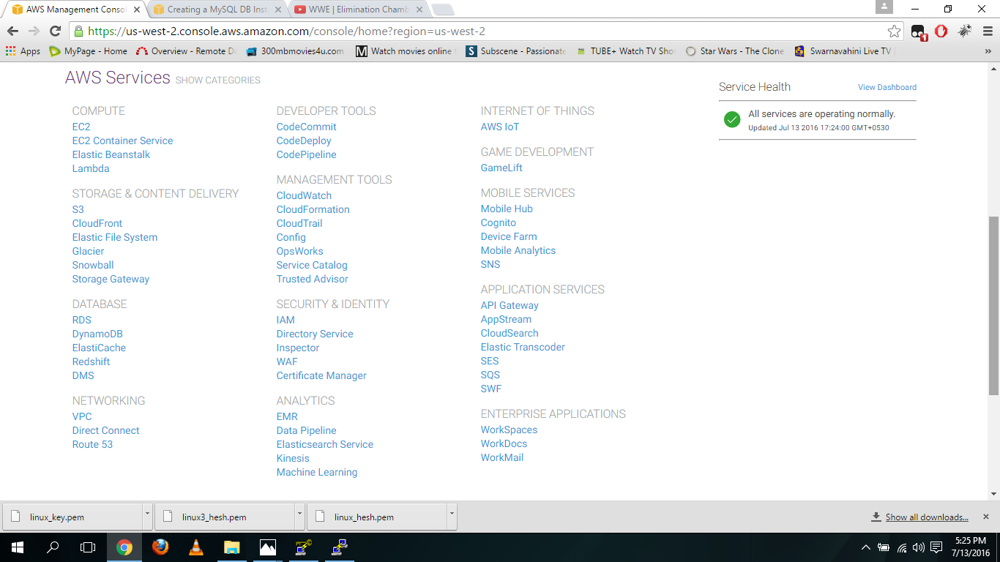 AWS Management Conso
Creating a MySQL DB Inst
WWE | Elimination Chamb
https://us-west-2.console.aws.amazon.com/console/home?region=us-west-2
1
Apps
MyPage - Home
Overview - Remote D
300mbmovies4u.com
Watch movies online
Subscene - Passionate
TUBE+ Watch TV Sho
Star Wars - The Clone
Swarnavahini Live TV
»
AWS Services SHOW CATEGORIES
COMPUTE
EC2
EC2 Container Service
Elastic Beanstalk
Lambda
STORAGE & CONTENT DELIVERY
S3
CloudFront
Elastic File System
Glacier
Snowball
Storage Gateway
DATABASE
RDS
DynamoDB
ElastiCache
Redshift
DMS
NETWORKING
VPC
Direct Connect
Route 53
DEVELOPER TOOLS
CodeCommit
CodeDeploy
CodePipeline
MANAGEMENT TOOLS
CloudWatch
CloudFormation
CloudTrail
Config
OpsWorks
Service Catalog
Trusted Advisor
SECURITY & IDENTITY
IAM
Directory Service
Inspector
WAF
Certificate Manager
ANALYTICS
EMR
Data Pipeline
Elasticsearch Service
Kinesis
Machine Learning
INTERNET OF THINGS
AWS IoT
GAME DEVELOPMENT
GameLift
MOBILE SERVICES
Mobile Hub
Cognito
Device Farm
Mobile Analytics
SNS
APPLICATION SERVICES
API Gateway
AppStream
CloudSearch
Elastic Transcoder
SES
SQS
SWF
ENTERPRISE APPLICATIONS
WorkSpaces
WorkDocs
WorkMail
Service Health
View Dashboard
All services are operating normally.
Updated Jul 13 2016 17:24:00 GMT+0530
linux_key.pem
linux3_hesh.pem
linux_hesh.pem
Show all downloads...
5:25 PM
7/13/2016